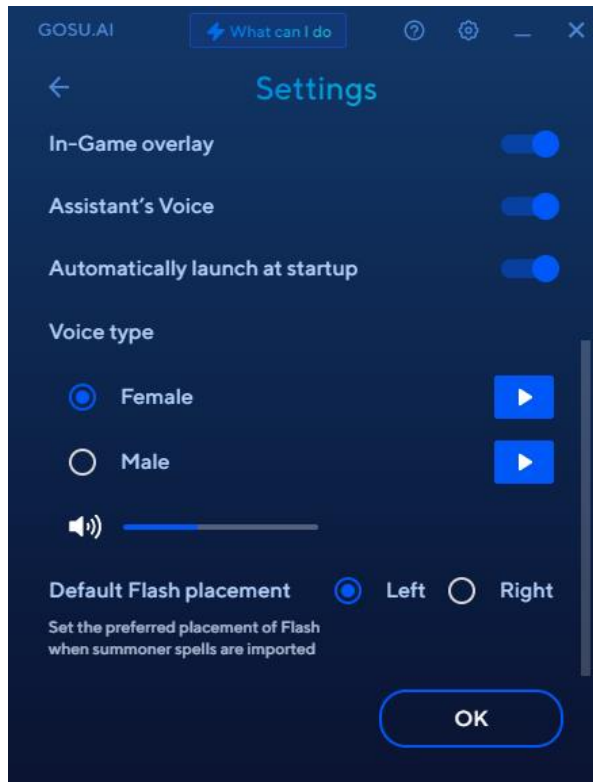 GOSU.AI
What can I do
Settings
In-Game overlay
Assistant's Voice
Automatically launch at startup
Voice type
Female
Male
Default Flash placement Left Right
Set the preferred placement of Flash
when summoner spells are imported
OK